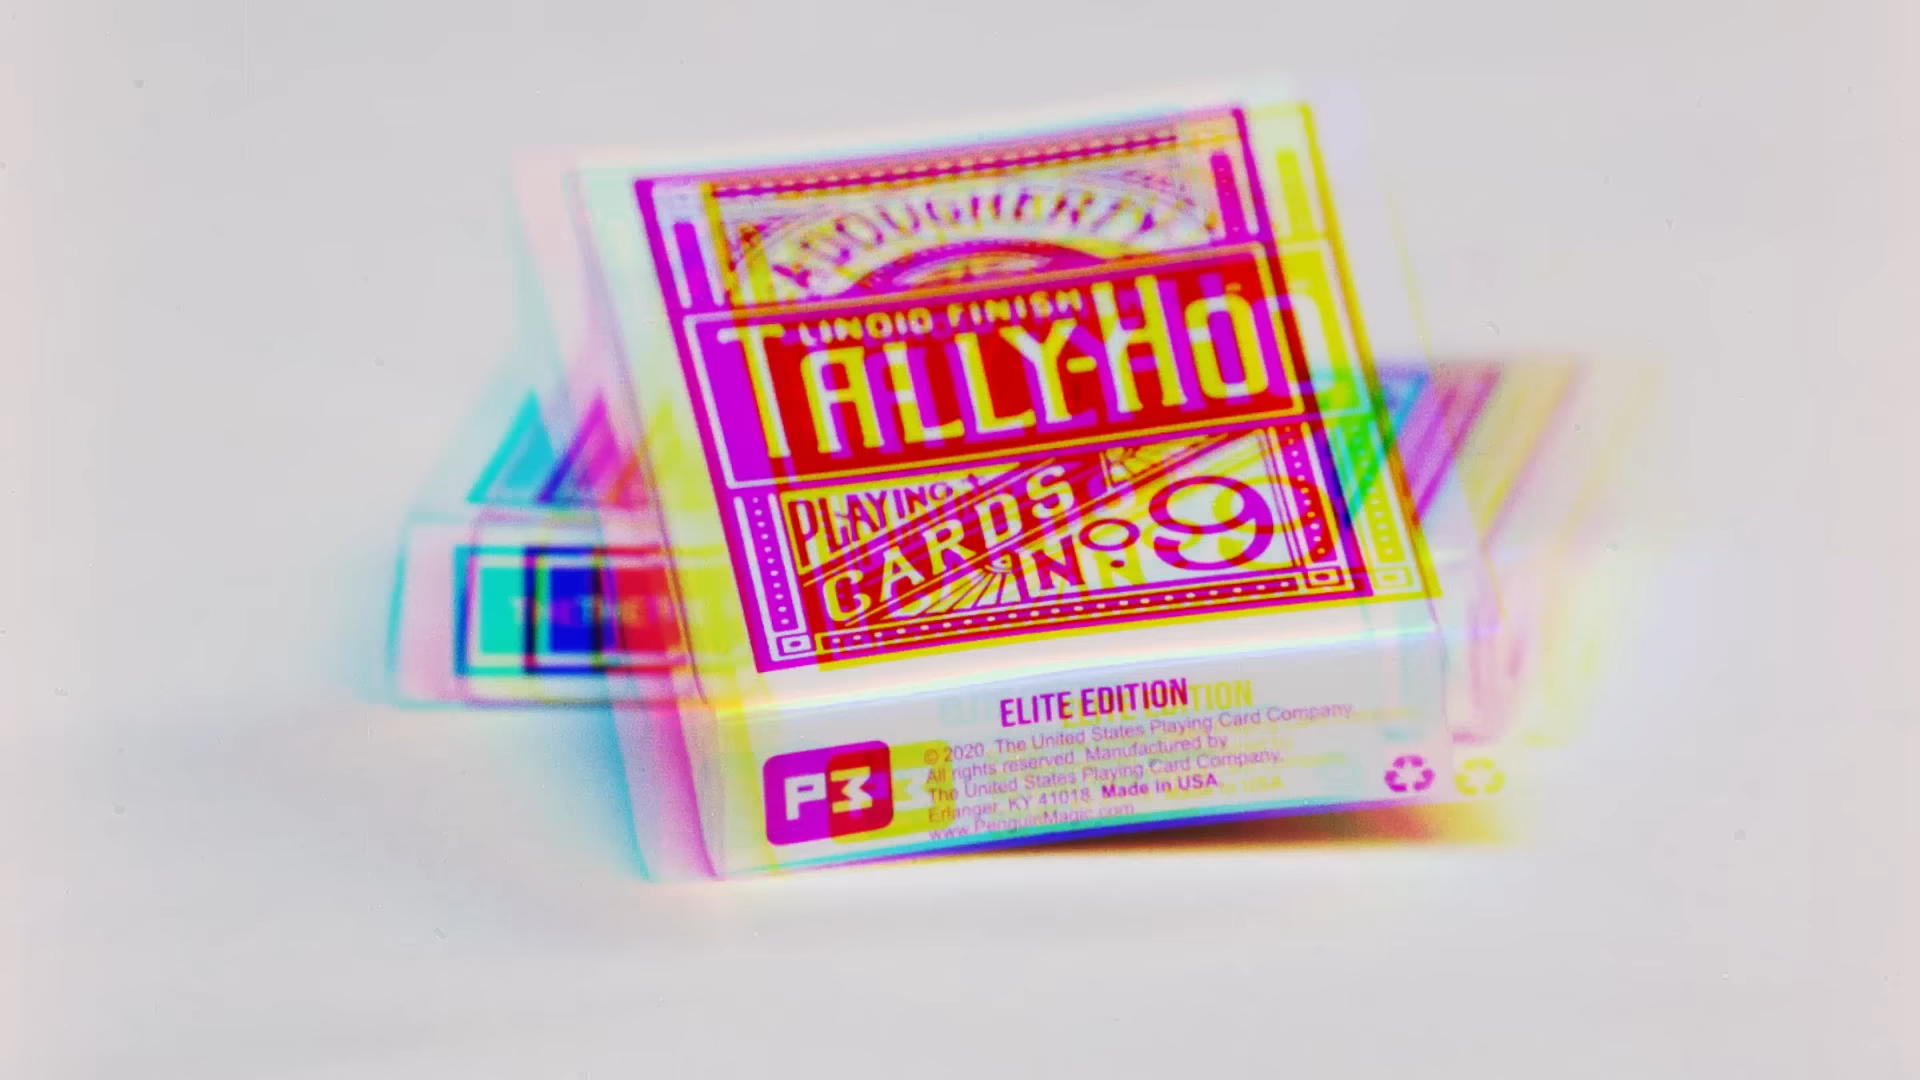 A DOUGHERTY
LINOID FINISH
TALLY-HO
PLAYING
CARDS
No. 9
ELITE EDITION
P3
© 2020. The United States Playing Card Company.
All rights reserved. Manufactured by
The United States Playing Card Company.
Erlanger, KY 41018. Made in USA.
www.PenguinMagic.com